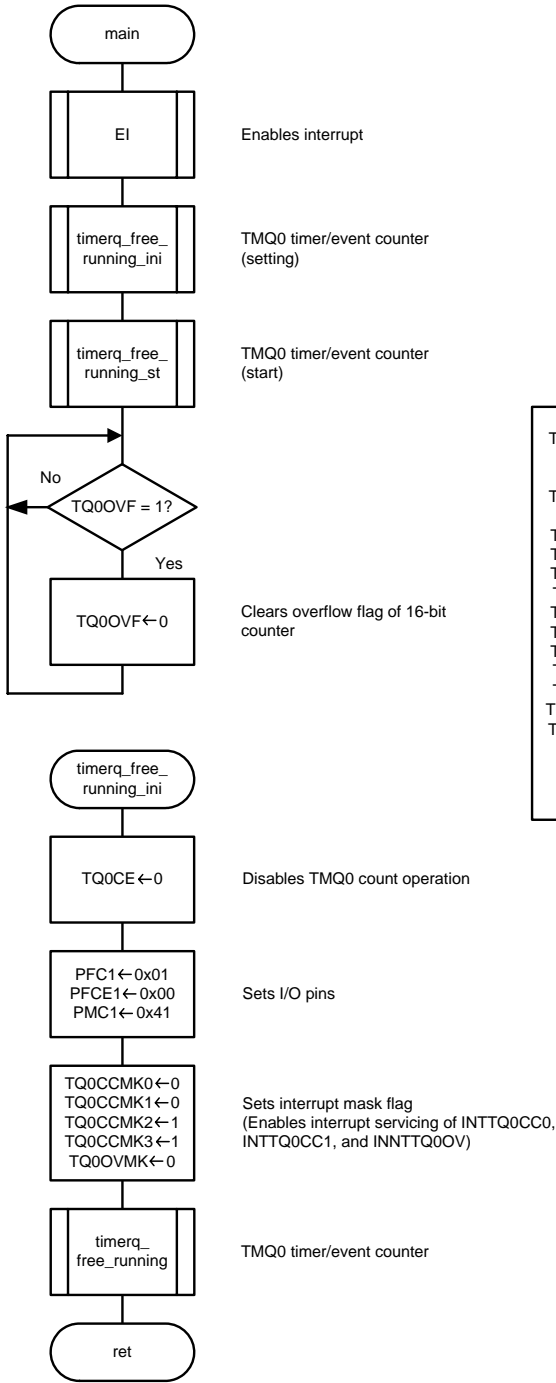 main
EI
Enables interrupt
timerq_free_
running_ini
TMQ0 timer/event counter
(setting)
timerq_free_
running_st
TMQ0 timer/event counter
(start)
No
TQ0OVF = 1?
Yes
TQ0OVF←0
Clears overflow flag of 16-bit
counter
timerq_free_
running_ini
TQ0CE←0
Disables TMQ0 count operation
PFC1←0x01
PFCE1←0x00
PMC1←0x41
Sets I/O pins
TQ0CCMK0←0
TQ0CCMK1←0
TQ0CCMK2←1
TQ0CCMK3←1
TQ0OVMK←0
Sets interrupt mask flag
(Enables interrupt servicing of INTTQ0CC0,
INTTQ0CC1, and INNTTQ0OV)
timerq_
free_running
TMQ0 timer/event counter
ret